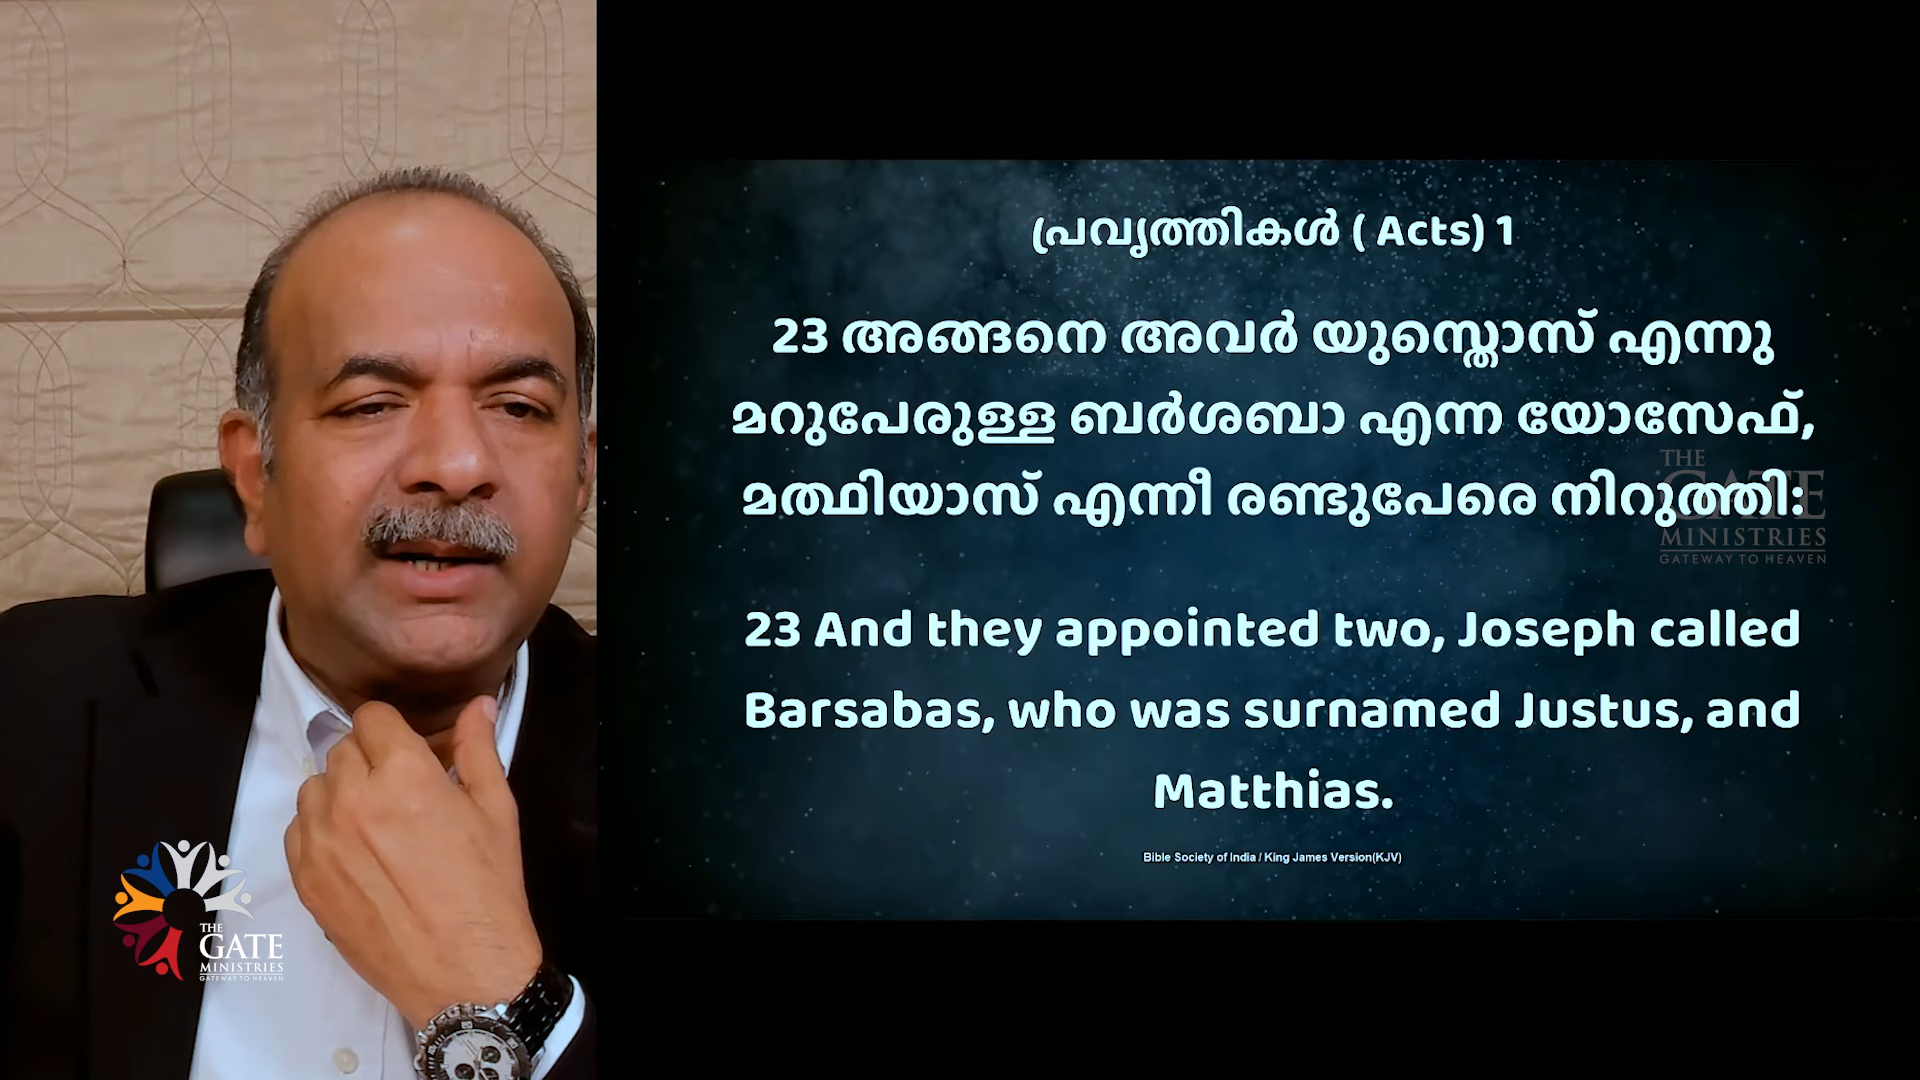 പ്രവൃത്തികൾ ( Acts) 1
23 അങ്ങനെ അവർ യുസ്തൊസ് എന്നു
മറുപേരുള്ള ബർശബാ എന്ന യോസേഫ്,
മത്ഥിയാസ് എന്നീ രണ്ടുപേരെ നിറുത്തി:
THE
GATE
MINISTRIES
GATEWAY TO HEAVEN
23 And they appointed two, Joseph called
Barsabas, who was surnamed Justus, and
Matthias.
Bible Society of India / King James Version(KJV)
THE
GATE
MINISTRIES
GATEWAY TO HEAVEN